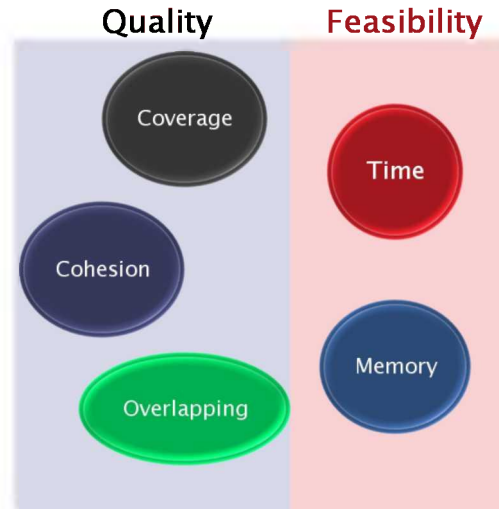 Quality
Feasibility
Coverage
Time
Cohesion
Memory
Overlapping